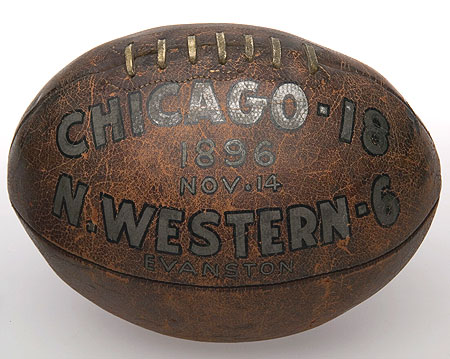 CHICAGO-18
1896
NOV.14
N.WESTERN-6
EVANSTON